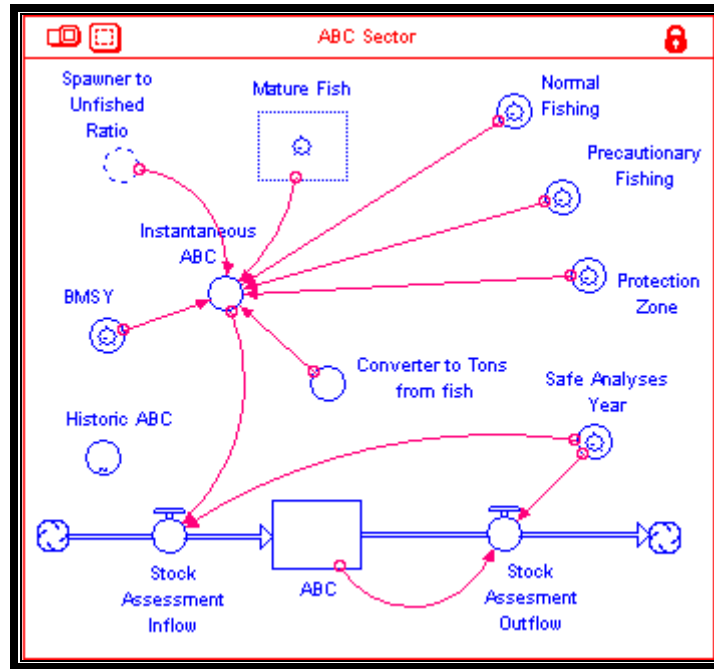 ABC Sector
Spawner to
Unfished
Ratio
Mature Fish
Normal
Fishing
Precautionary
Fishing
Instantaneous
ABC
Protection
Zone
BMSY
Converter to Tons
from fish
Safe Analyses
Year
Historic ABC
Stock
Assessment
Inflow
ABC
Stock
Assesment
Outflow